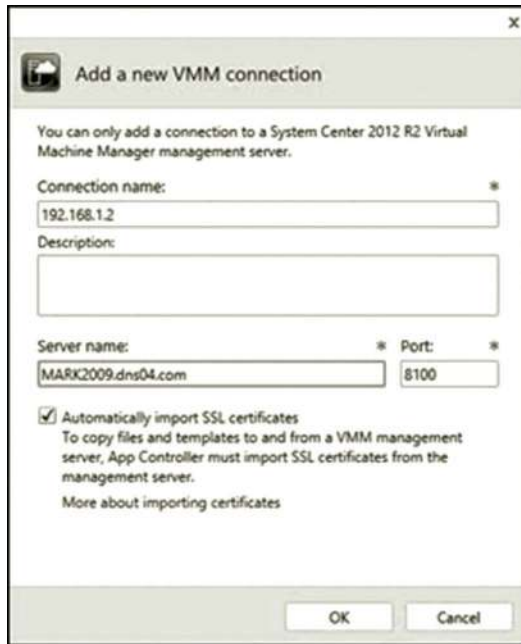 x
Add a new VMM connection
You can only add a connection to a System Center 2012 R2 Virtual
Machine Manager management server.
Connection name: *
192.168.1.2
Description:
Server name: * Port: *
MARK2009.dns04.com 8100
Automatically import SSL certificates
To copy files and templates to and from a VMM management
server, App Controller must import SSL certificates from the
management server.
More about importing certificates
OK Cancel